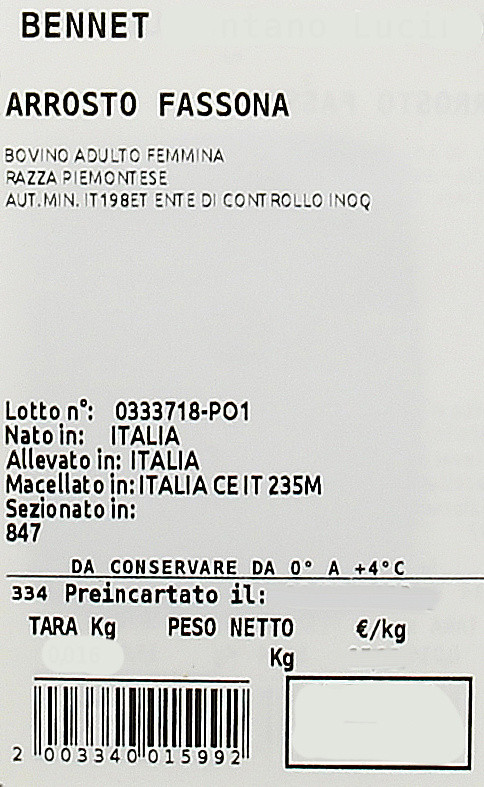 BENNET
ARROSTO FASSONA
BOVINO ADULTO FEMMINA
RAZZA PIEMONTESE
AUT.MIN. IT198ET ENTE DI CONTROLLO INOQ
Lotto n°: 0333718-PO1
Nato in: ITALIA
Allevato in: ITALIA
Macellato in: ITALIA CE IT 235M
Sezionato in:
847
DA CONSERVARE DA 0° A +4°C
334 Preincartato il:
TARA Kg PESO NETTO €/kg
Kg
2 003340 015992